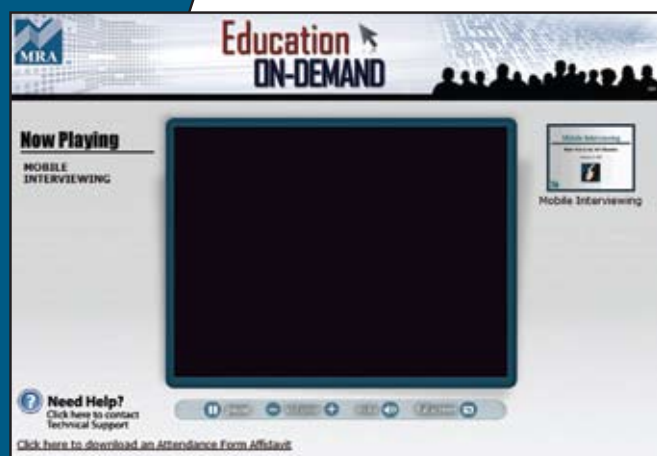 MRA
Education
ON-DEMAND
Now Playing
MOBILE
INTERVIEWING
Mobile Interviewing
Mobile Interviewing
Need Help?
Click here to contact
Technical Support
Click here to download an Attendance Form Affidavit